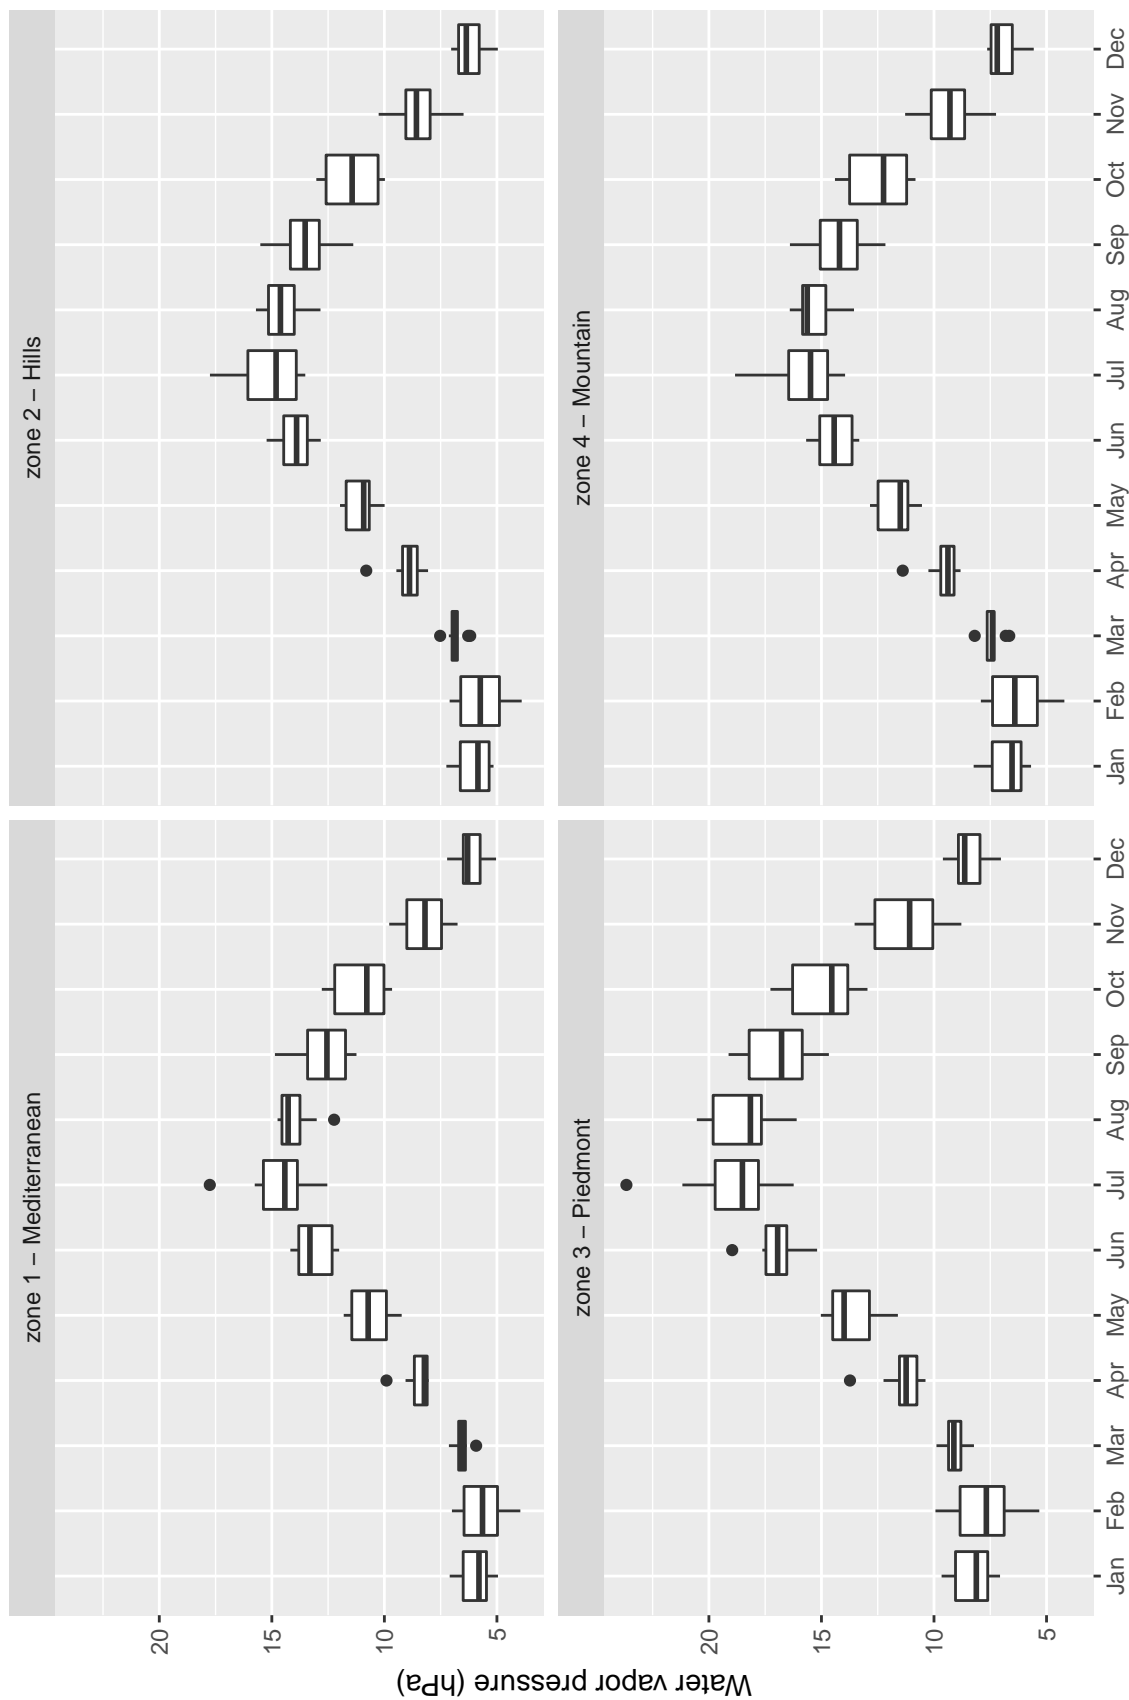 zone 1 – Mediterranean
zone 2 – Hills
20
15
10
5
zone 3 – Piedmont
zone 4 – Mountain
20
15
10
5
Jan Feb Mar Apr May Jun Jul Aug Sep Oct Nov Dec
Jan Feb Mar Apr May Jun Jul Aug Sep Oct Nov Dec
Water vapor pressure (hPa)